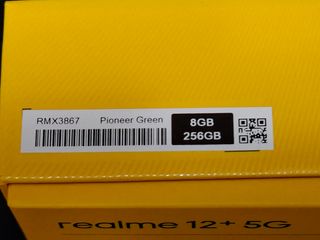 RMX3867 Pioneer Green
8GB
256GB
realme 12+ 5G